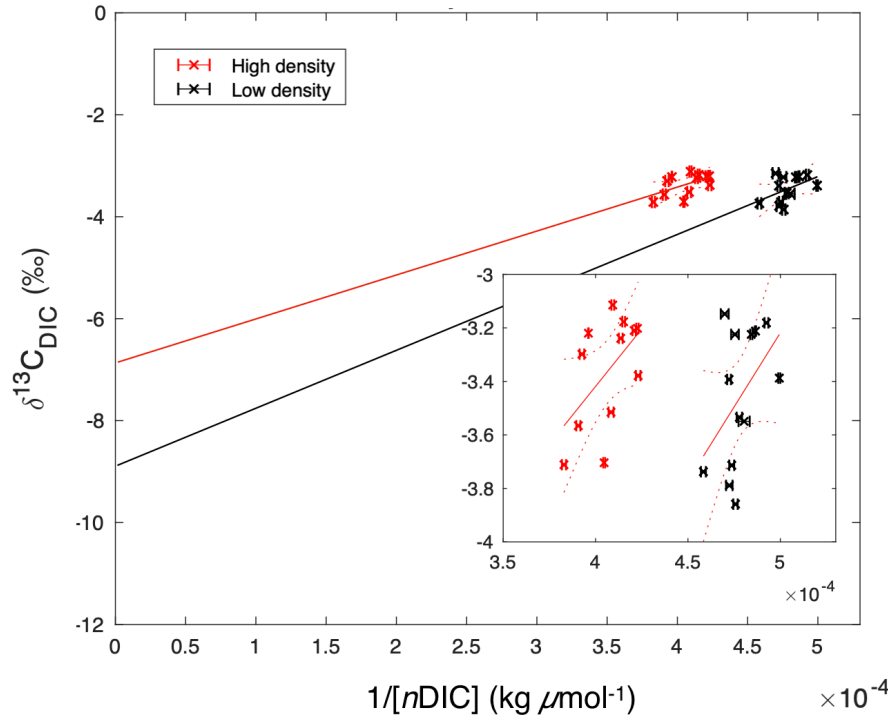 0
-2
-4
-6
-8
-10
-12
δ¹³C_DIC (‰)
High density
Low density
-3
-3.2
-3.4
-3.6
-3.8
-4
3.5 4 4.5 5
×10⁻⁴
0 0.5 1 1.5 2 2.5 3 3.5 4 4.5 5
1/[nDIC] (kg μmol⁻¹) ×10⁻⁴